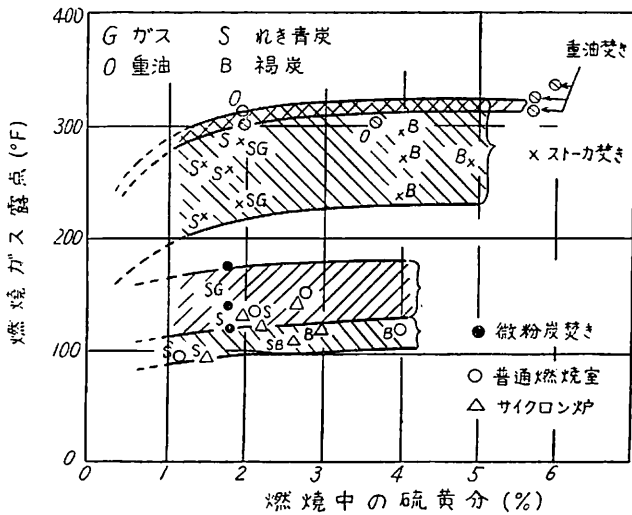 400
300
200
100
0
燃焼ガス露点 (°F)
G ガス S れき青炭
O 重油 B 褐炭
重油焚き
× ストーカ焚き
● 微粉炭焚き
○ 普通燃焼室
△ サイクロン炉
O
O
O
S
S
S
SG
SG
S
B
B
B
B
SG
S
S
S
S
SB
B
B
0 1 2 3 4 5 6
燃焼中の硫黄分 (%)